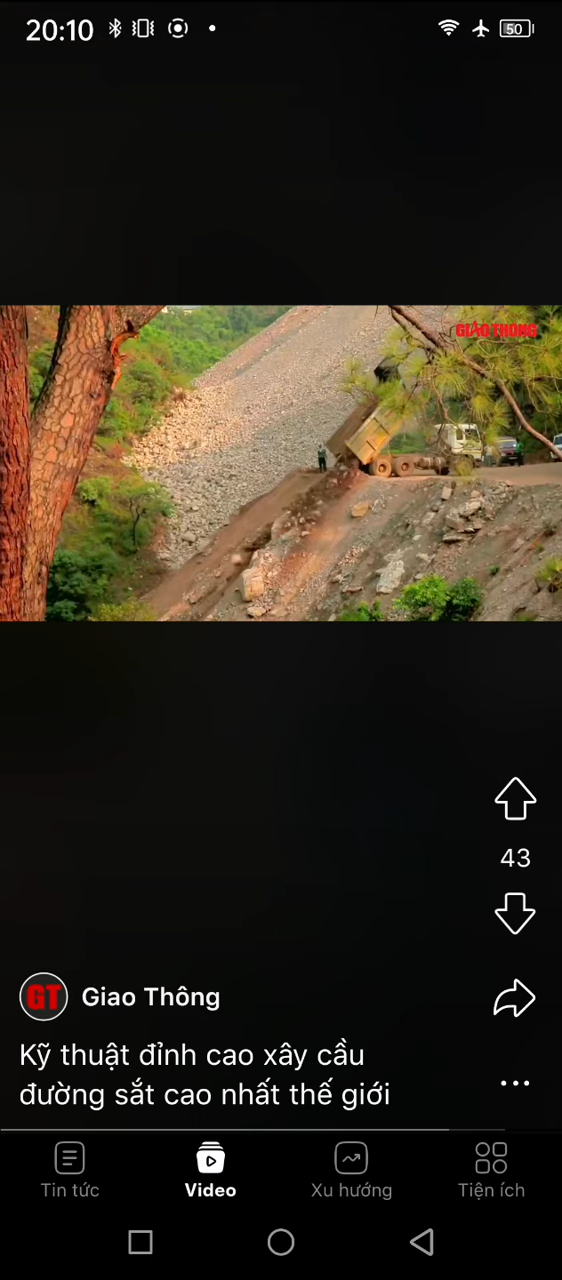 20:10
50
GIAO THONG
43
GT
Giao Thông
Kỹ thuật đỉnh cao xây cầu
đường sắt cao nhất thế giới
Tin tức
Video
Xu hướng
Tiện ích